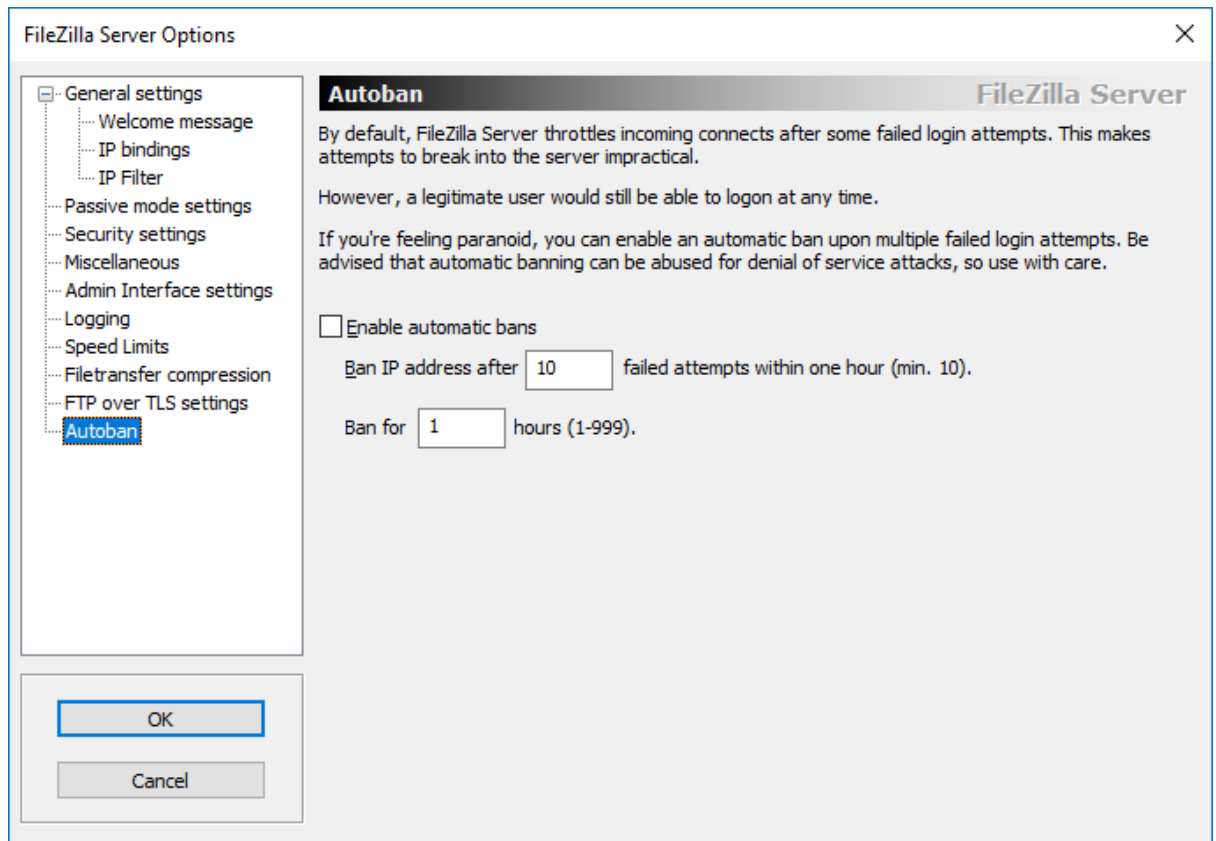 FileZilla Server Options
General settings
Welcome message
IP bindings
IP Filter
Passive mode settings
Security settings
Miscellaneous
Admin Interface settings
Logging
Speed Limits
Filetransfer compression
FTP over TLS settings
Autoban
OK
Cancel
Autoban
FileZilla Server
By default, FileZilla Server throttles incoming connects after some failed login attempts. This makes
attempts to break into the server impractical.
However, a legitimate user would still be able to logon at any time.
If you're feeling paranoid, you can enable an automatic ban upon multiple failed login attempts. Be
advised that automatic banning can be abused for denial of service attacks, so use with care.
Enable automatic bans
Ban IP address after 10 failed attempts within one hour (min. 10).
Ban for 1 hours (1-999).